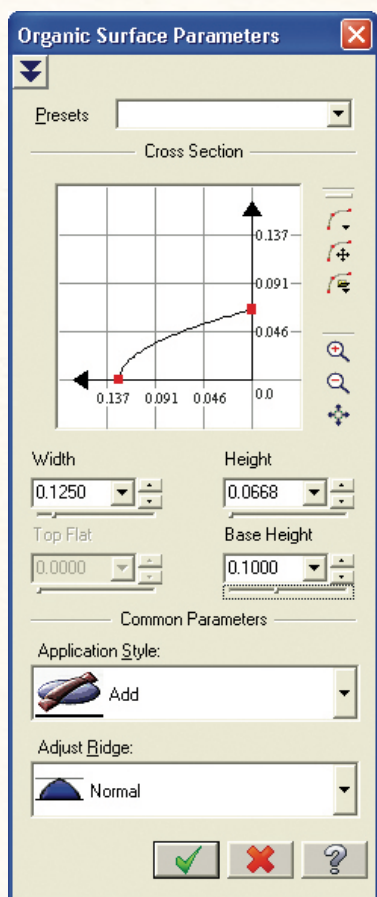 Organic Surface Parameters
Presets
Cross Section
0.137
0.091
0.046
0.137 0.091 0.046 0.0
Width Height
0.1250 0.0668
Top Flat Base Height
0.0000 0.1000
Common Parameters
Application Style:
Add
Adjust Ridge:
Normal